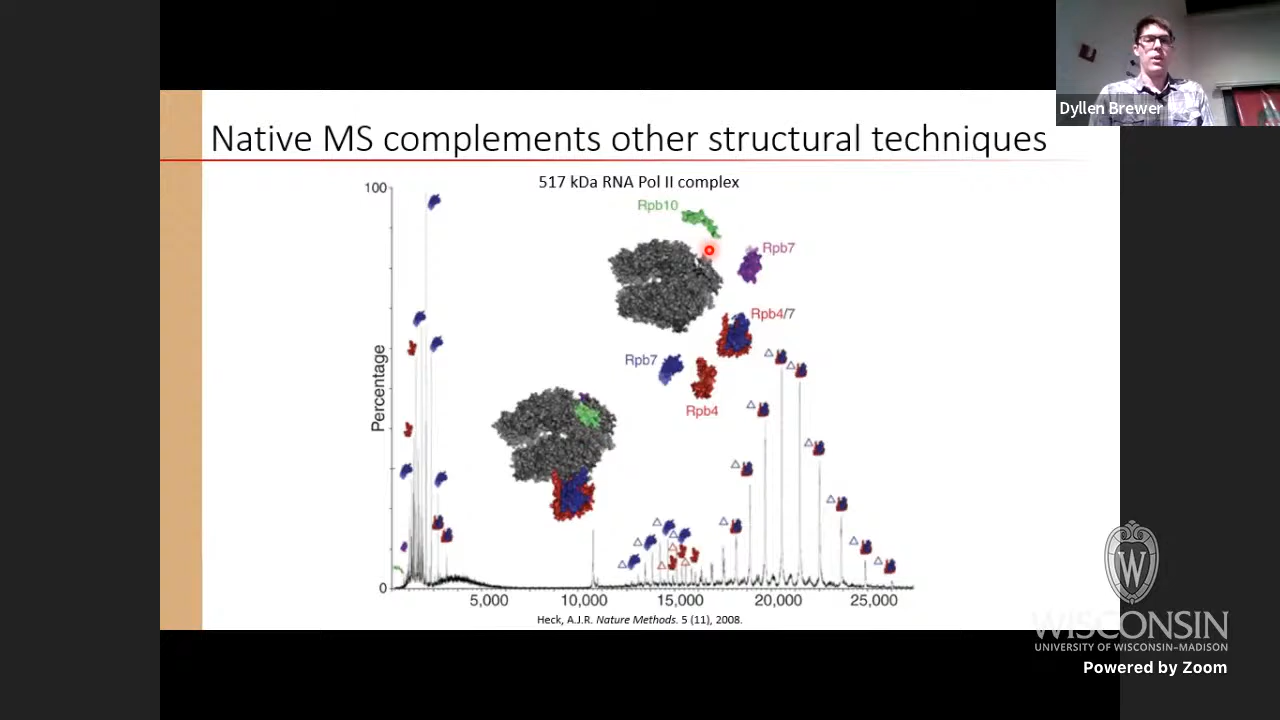 Dyllen Brewer
Native MS complements other structural techniques
517 kDa RNA Pol II complex
100
Rpb10
Rpb7
Rpb4/7
Rpb7
Rpb4
Percentage
0
5,000 10,000 15,000 20,000 25,000
Heck, A.J.R. Nature Methods. 5 (11), 2008.
W
WISCONSIN
UNIVERSITY OF WISCONSIN–MADISON
Powered by Zoom